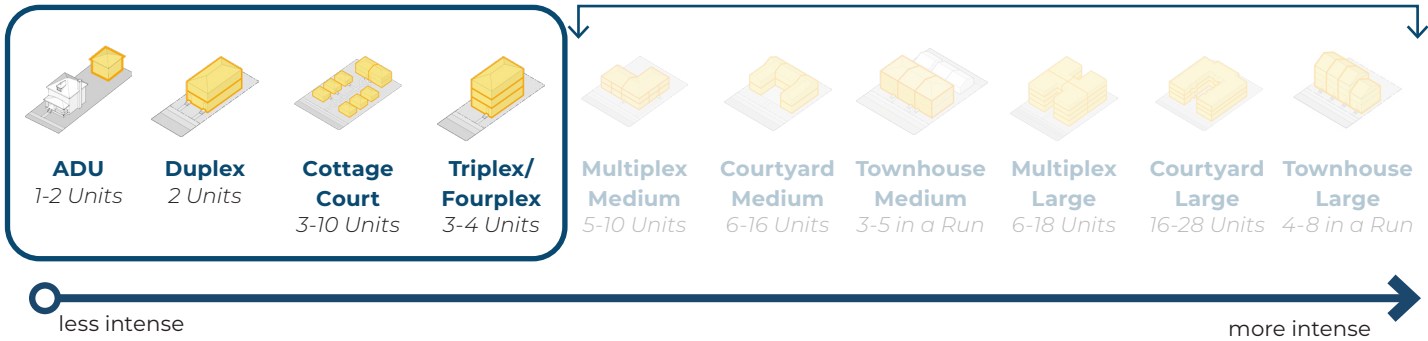 ADU
1-2 Units
Duplex
2 Units
Cottage
Court
3-10 Units
Triplex/
Fourplex
3-4 Units
Multiplex
Medium
5-10 Units
Courtyard
Medium
6-16 Units
Townhouse
Medium
3-5 in a Run
Multiplex
Large
6-18 Units
Courtyard
Large
16-28 Units
Townhouse
Large
4-8 in a Run
less intense
more intense